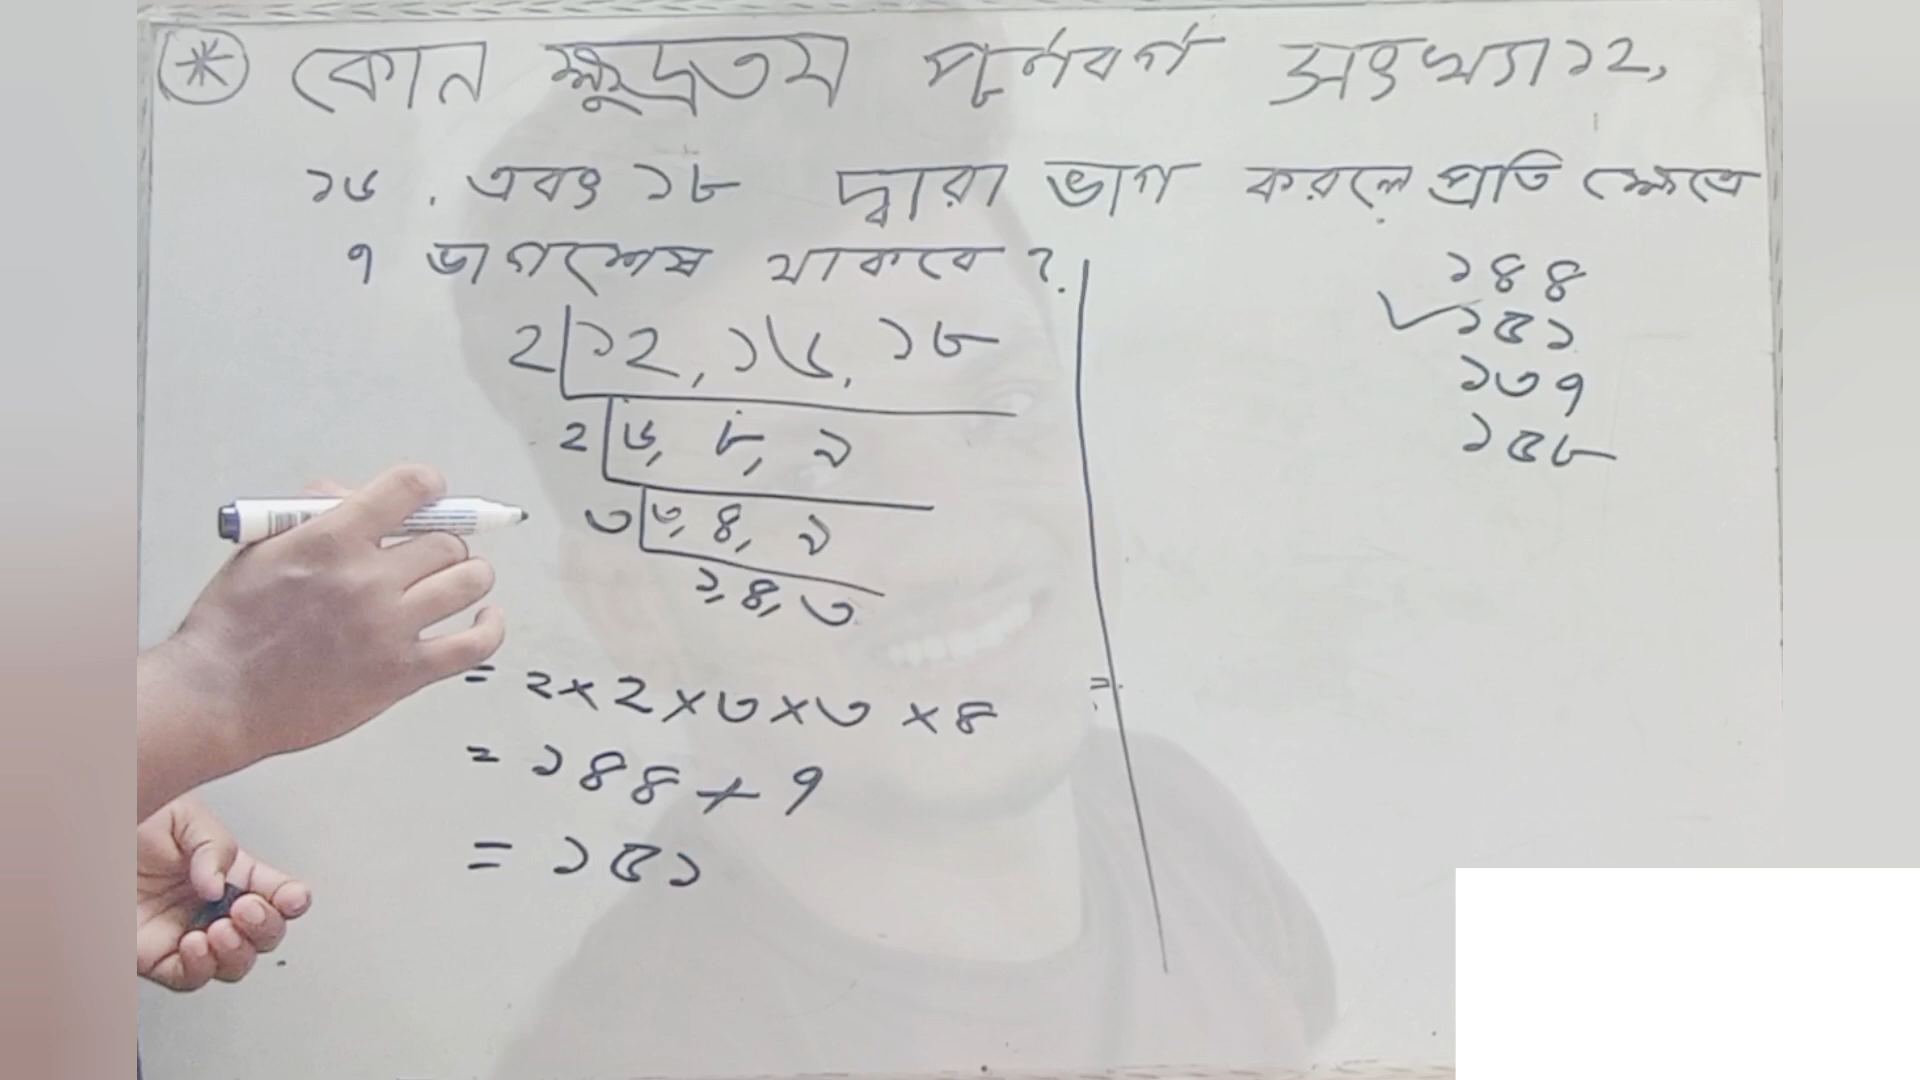 * কোন ক্ষুদ্রতম পূর্ণবর্গ সংখ্যা ১২,
১৬. এবং ১৮ দ্বারা ভাগ করলে প্রতি ক্ষেত্রে
৭ ভাগশেষ থাকবে ?
২ | ১২, ১৬, ১৮
২ | ৬, ৮, ৯
৩ | ৩, ৪, ৯
১, ৪, ৩
= ২ × ২ × ৩ × ৩ × ৪
= ১৪৪ + ৭
= ১৫১
১৪৪
✓ ১৫১
১৩৭
১৫৮
=